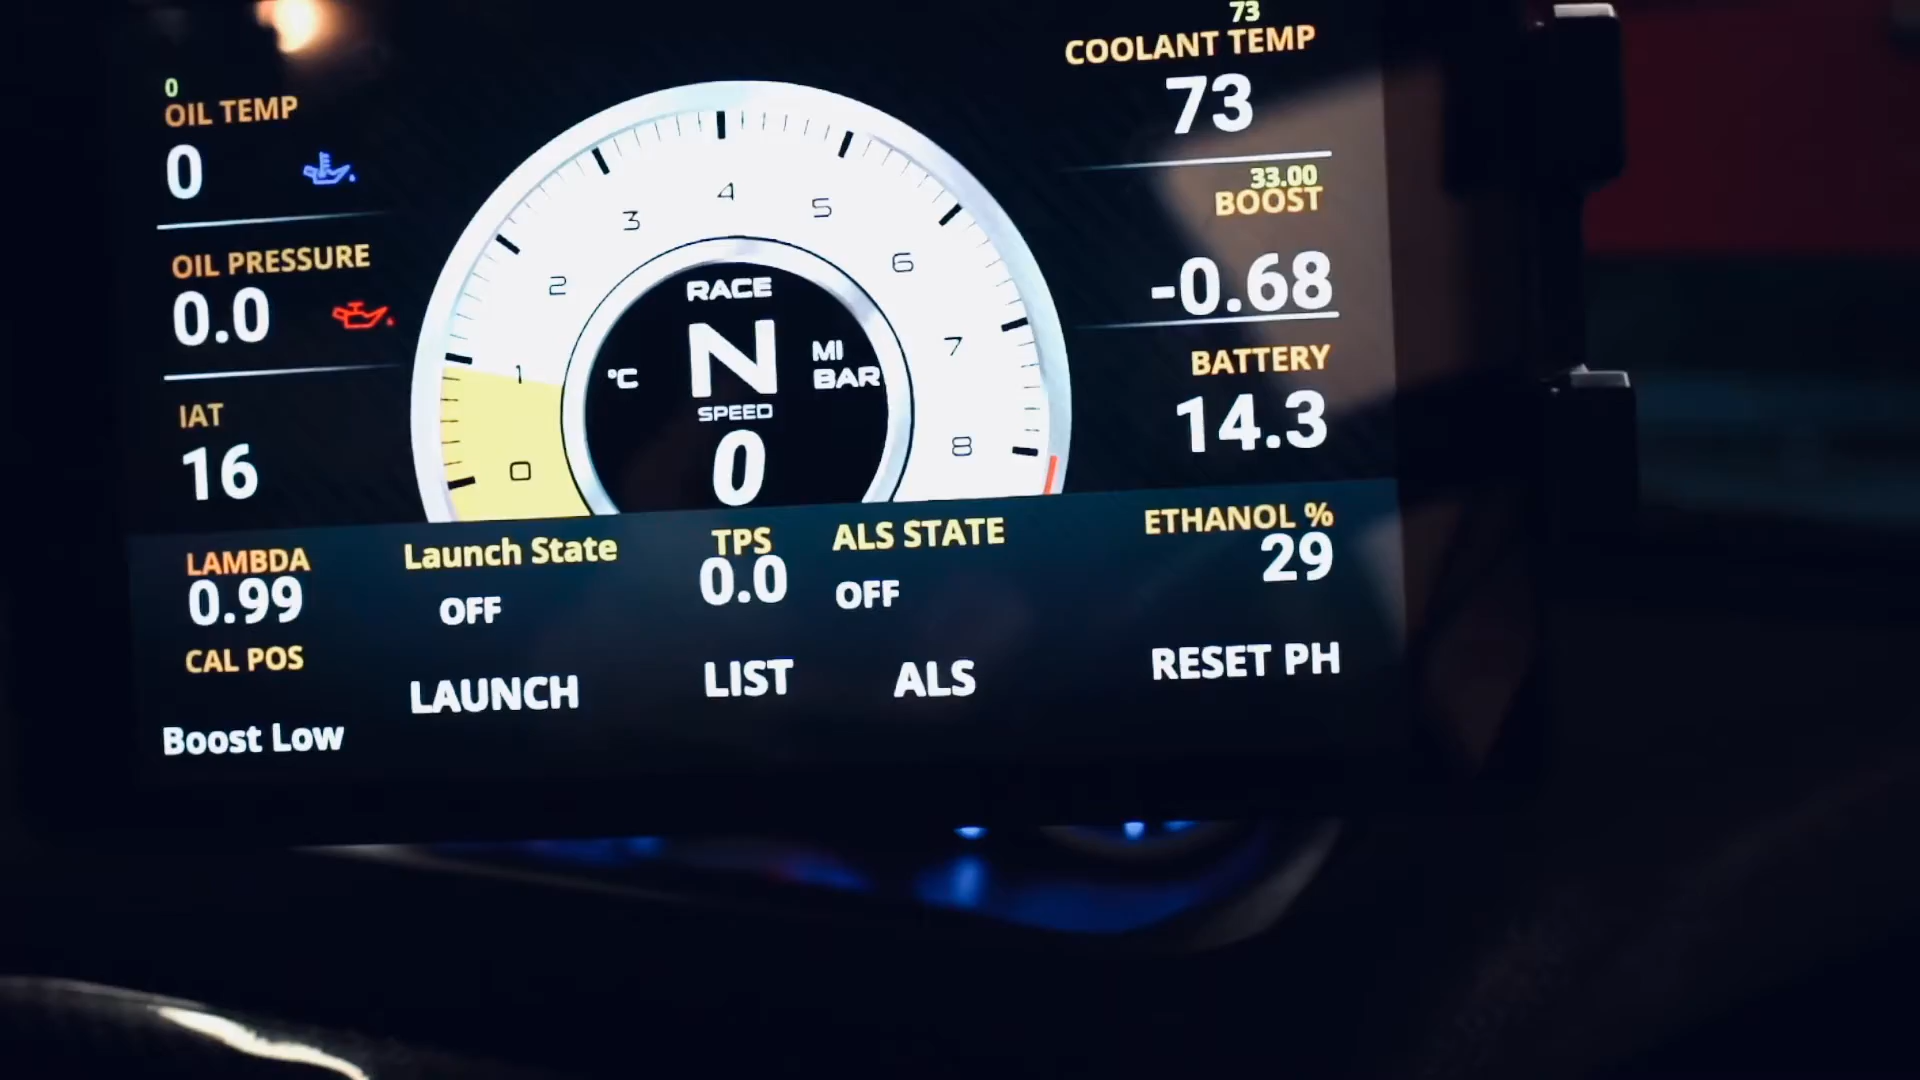 0
OIL TEMP
0
OIL PRESSURE
0.0
IAT
16
0
1
2
3
4
5
6
7
8
RACE
N
°C
MI
BAR
SPEED
0
73
COOLANT TEMP
73
33.00
BOOST
-0.68
BATTERY
14.3
LAMBDA
0.99
CAL POS
Boost Low
Launch State
OFF
LAUNCH
TPS
0.0
LIST
ALS STATE
OFF
ALS
ETHANOL %
29
RESET PH